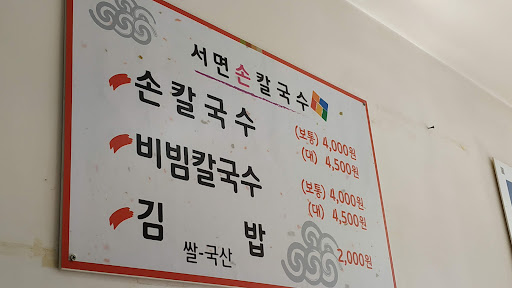 서면손칼국수
손칼국수 (보통) 4,000원
(대) 4,500원
비빔칼국수 (보통) 4,000원
(대) 4,500원
김밥 2,000원
쌀-국산